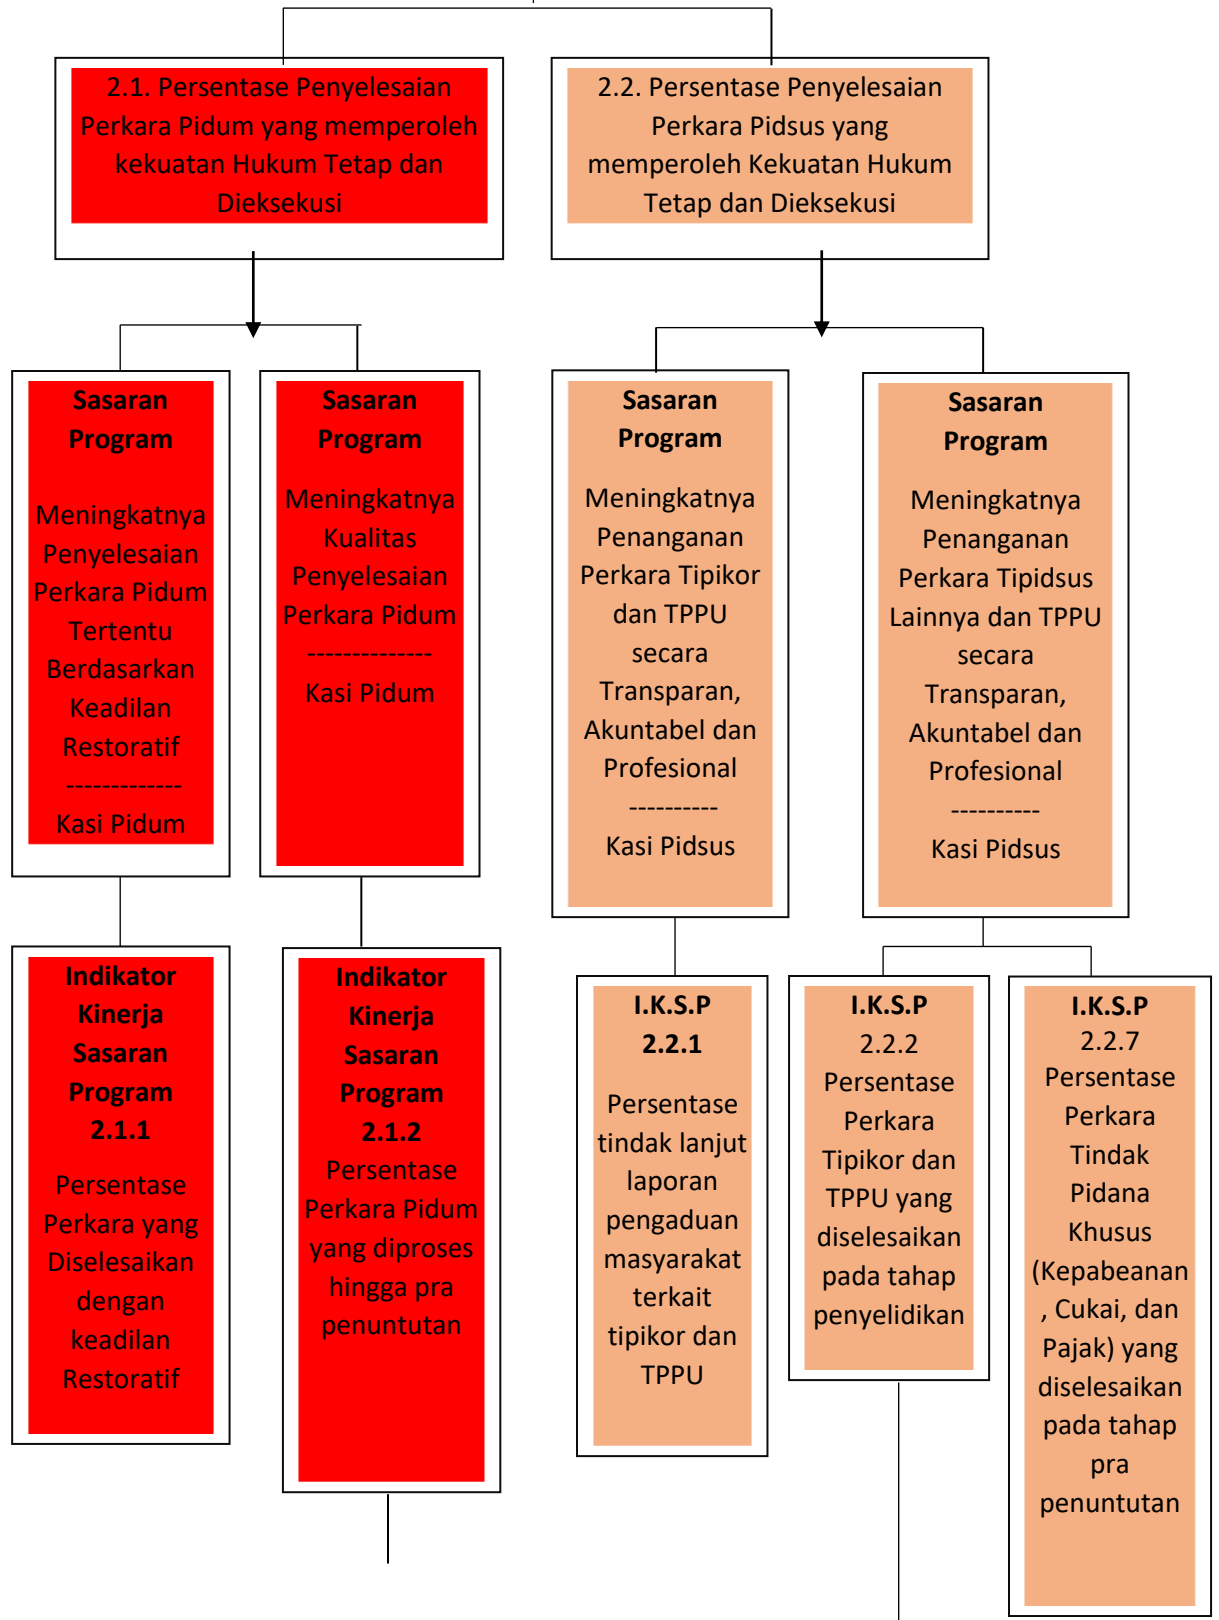 2.1. Persentase Penyelesaian
Perkara Pidum yang memperoleh
kekuatan Hukum Tetap dan
Dieksekusi
2.2. Persentase Penyelesaian
Perkara Pidsus yang
memperoleh Kekuatan Hukum
Tetap dan Dieksekusi
Sasaran
Program
Meningkatnya
Penyelesaian
Perkara Pidum
Tertentu
Berdasarkan
Keadilan
Restoratif
-------------
Kasi Pidum
Sasaran
Program
Meningkatnya
Kualitas
Penyelesaian
Perkara Pidum
--------------
Kasi Pidum
Sasaran
Program
Meningkatnya
Penanganan
Perkara Tipikor
dan TPPU
secara
Transparan,
Akuntabel dan
Profesional
----------
Kasi Pidsus
Sasaran
Program
Meningkatnya
Penanganan
Perkara Tipidsus
Lainnya dan TPPU
secara
Transparan,
Akuntabel dan
Profesional
----------
Kasi Pidsus
Indikator
Kinerja
Sasaran
Program
2.1.1
Persentase
Perkara yang
Diselesaikan
dengan
keadilan
Restoratif
Indikator
Kinerja
Sasaran
Program
2.1.2
Persentase
Perkara Pidum
yang diproses
hingga pra
penuntutan
I.K.S.P
2.2.1
Persentase
tindak lanjut
laporan
pengaduan
masyarakat
terkait
tipikor dan
TPPU
I.K.S.P
2.2.2
Persentase
Perkara
Tipikor dan
TPPU yang
diselesaikan
pada tahap
penyelidikan
I.K.S.P
2.2.7
Persentase
Perkara
Tindak
Pidana
Khusus
(Kepabeanan
, Cukai, dan
Pajak) yang
diselesaikan
pada tahap
pra
penuntutan